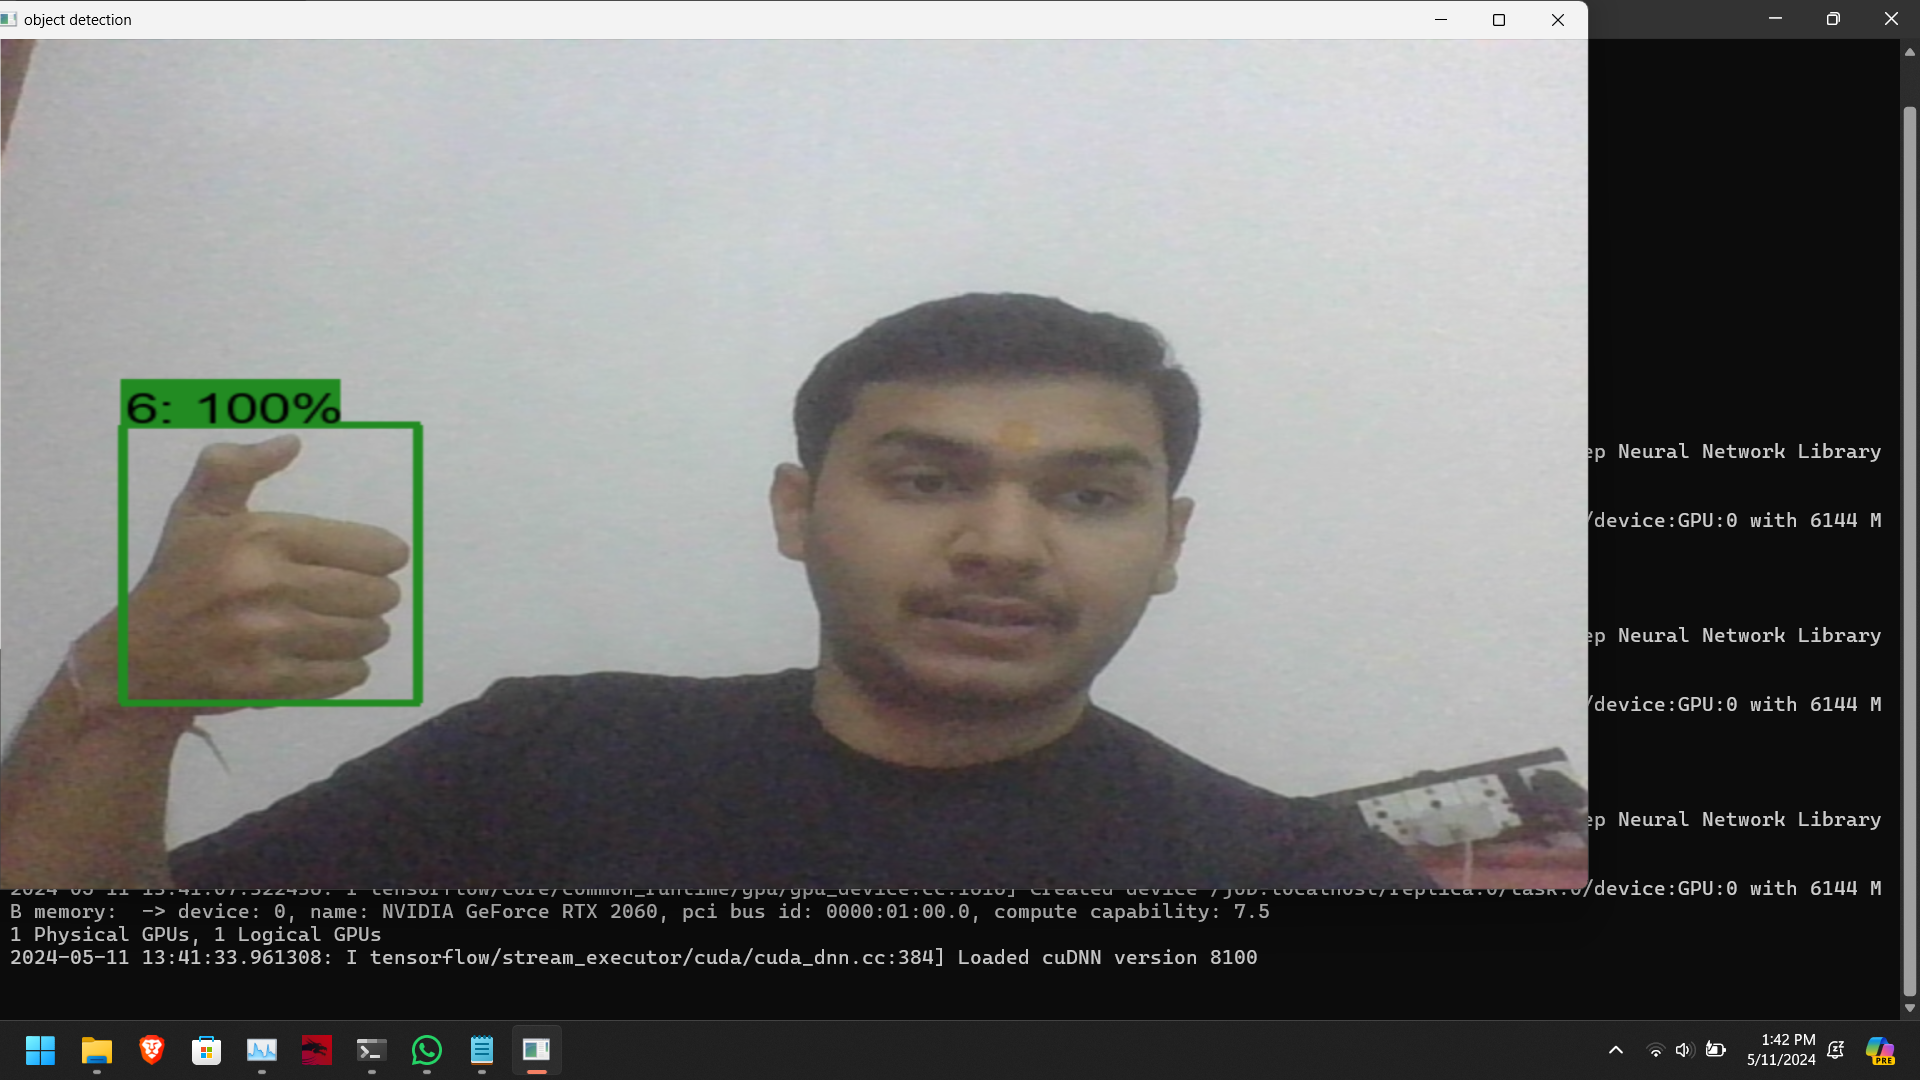 object detection
6: 100%
Neural Network Library
/device:GPU:0 with 6144 M
Neural Network Library
/device:GPU:0 with 6144 M
Neural Network Library
/device:GPU:0 with 6144 M
B memory:  -> device: 0, name: NVIDIA GeForce RTX 2060, pci bus id: 0000:01:00.0, compute capability: 7.5
1 Physical GPUs, 1 Logical GPUs
2024-05-11 13:41:33.961308: I tensorflow/stream_executor/cuda/cuda_dnn.cc:384] Loaded cuDNN version 8100
1:42 PM
5/11/2024
PRE